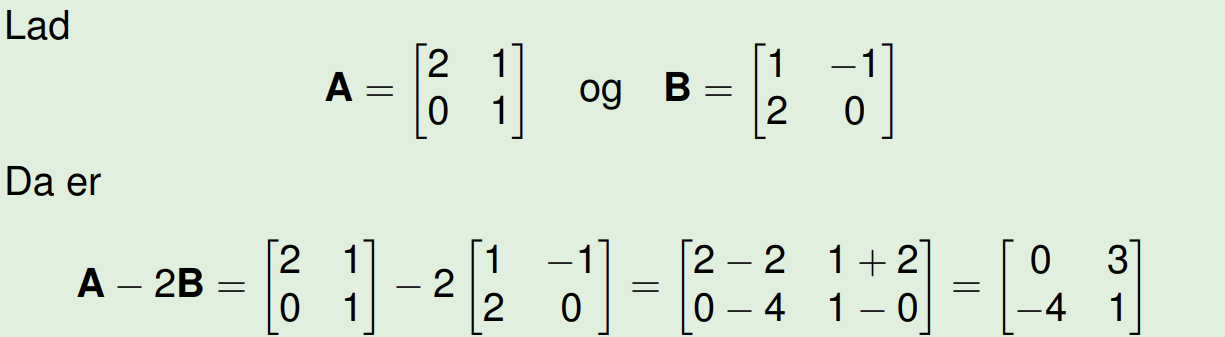 Lad
A = [2 1; 0 1] og B = [1 −1; 2 0]
Da er
A − 2B = [2 1; 0 1] − 2 [1 −1; 2 0] = [2 − 2 1 + 2; 0 − 4 1 − 0] = [0 3; −4 1]